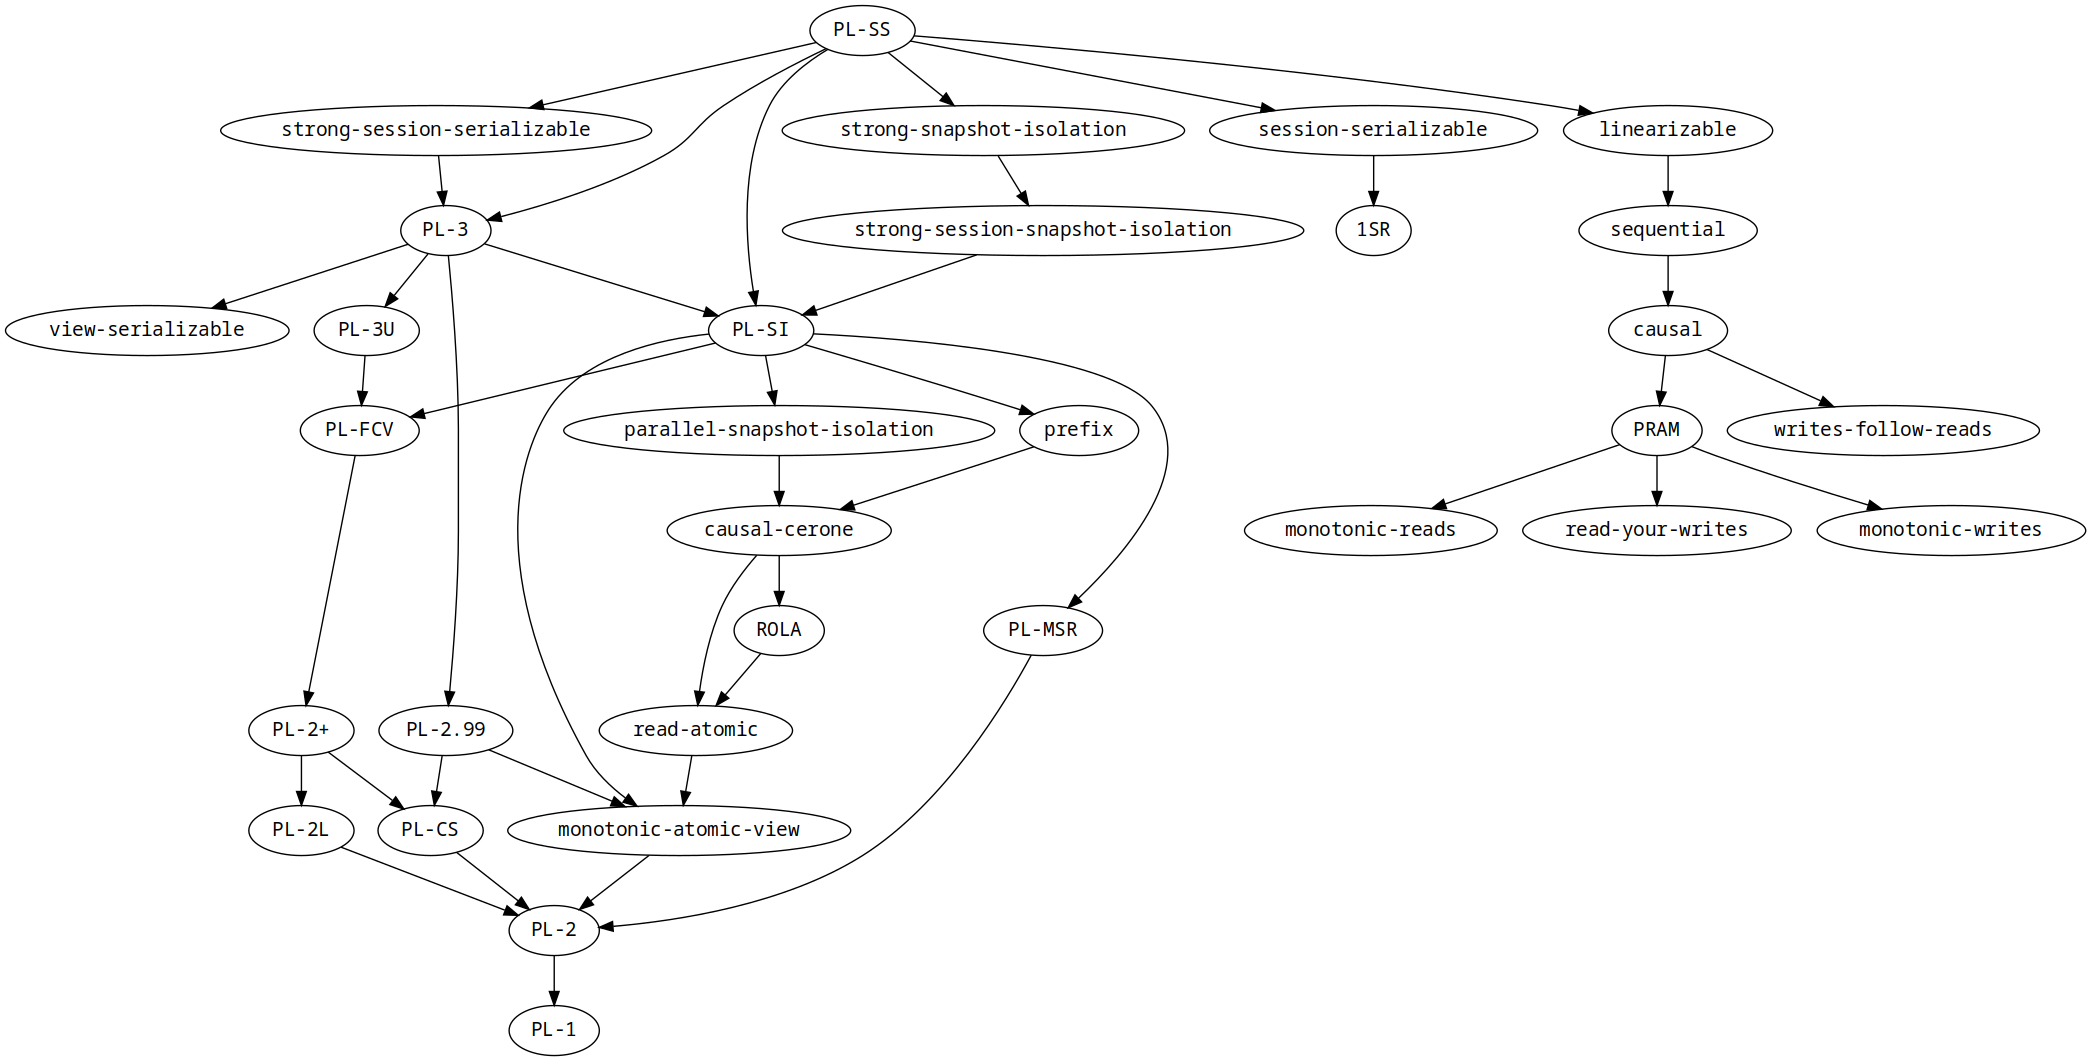 PL-SS
strong-session-serializable
strong-snapshot-isolation
session-serializable
linearizable
PL-3
strong-session-snapshot-isolation
1SR
sequential
view-serializable
PL-3U
PL-SI
causal
PL-FCV
parallel-snapshot-isolation
prefix
PRAM
writes-follow-reads
causal-cerone
monotonic-reads
read-your-writes
monotonic-writes
ROLA
PL-MSR
PL-2+
PL-2.99
read-atomic
PL-2L
PL-CS
monotonic-atomic-view
PL-2
PL-1